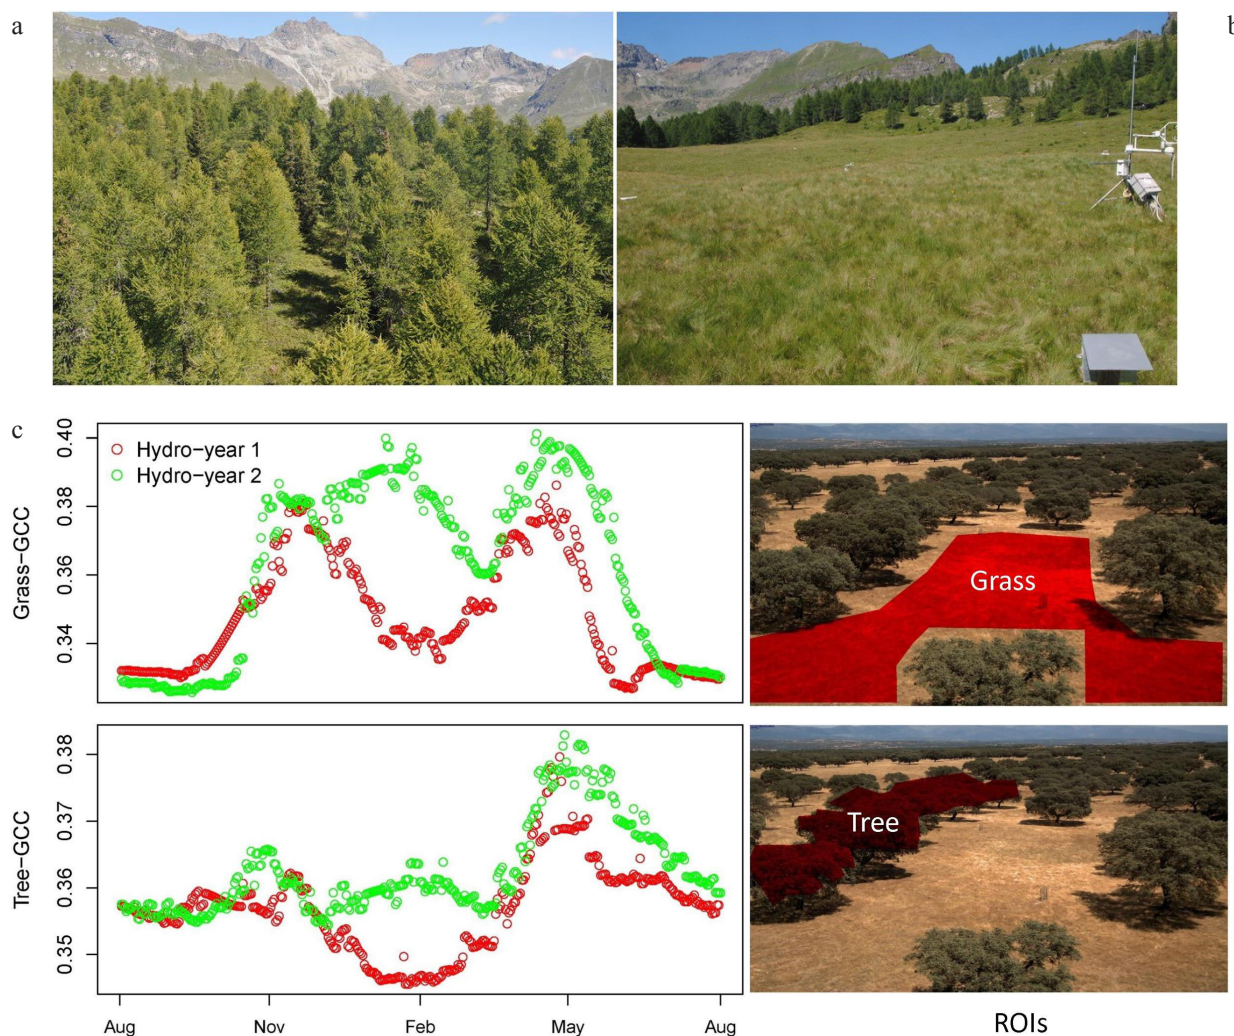 a
b
c
Hydro-year 1
Hydro-year 2
Grass-GCC
0.40
0.38
0.36
0.34
Grass
Tree-GCC
0.38
0.37
0.36
0.35
Tree
Aug
Nov
Feb
May
Aug
ROIs